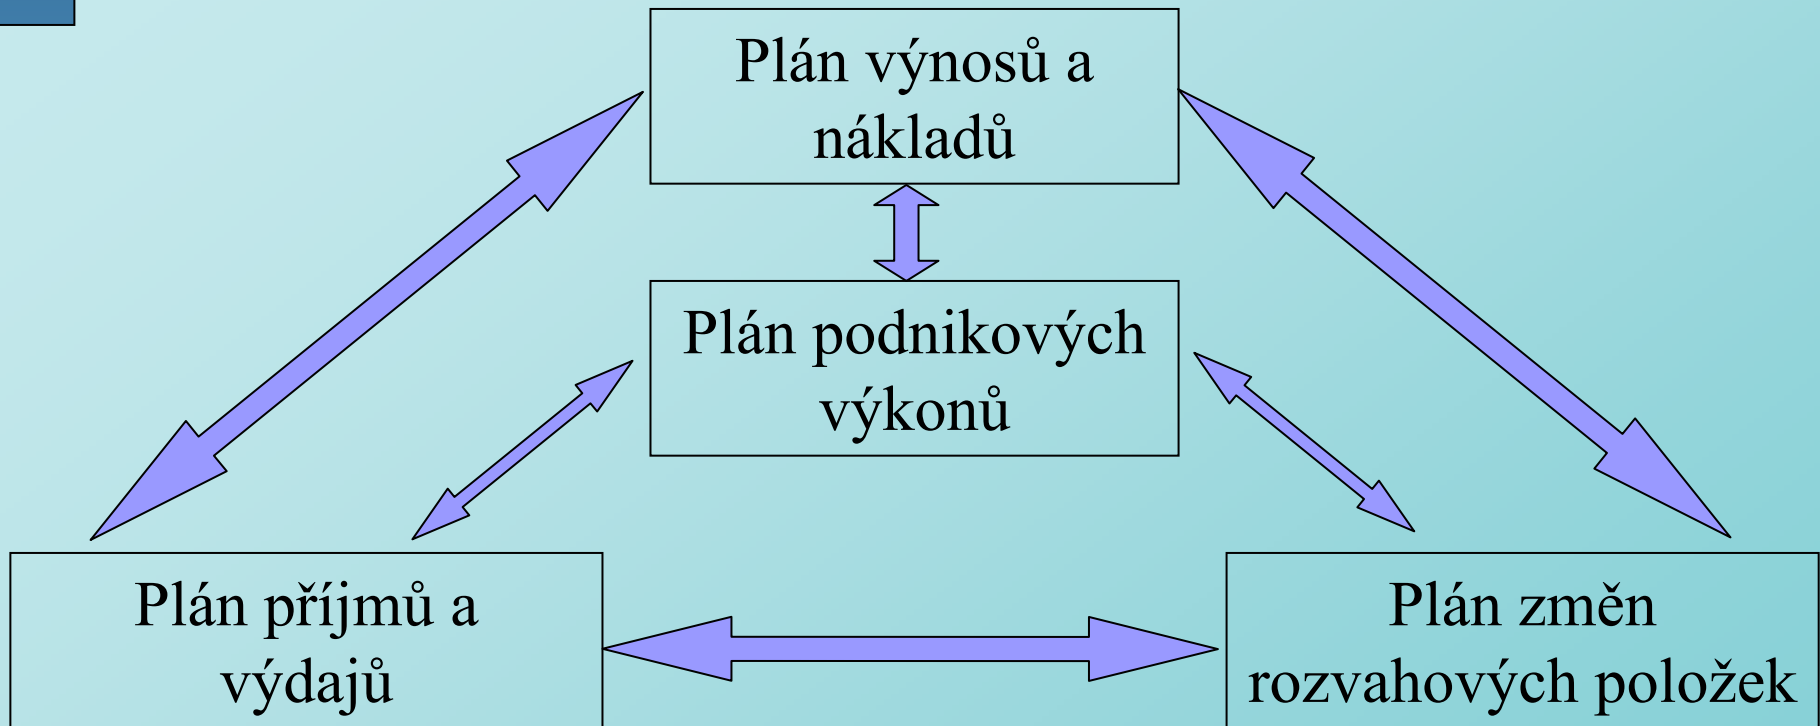 Plán výnosů a
nákladů
Plán podnikových
výkonů
Plán příjmů a
výdajů
Plán změn
rozvahových položek